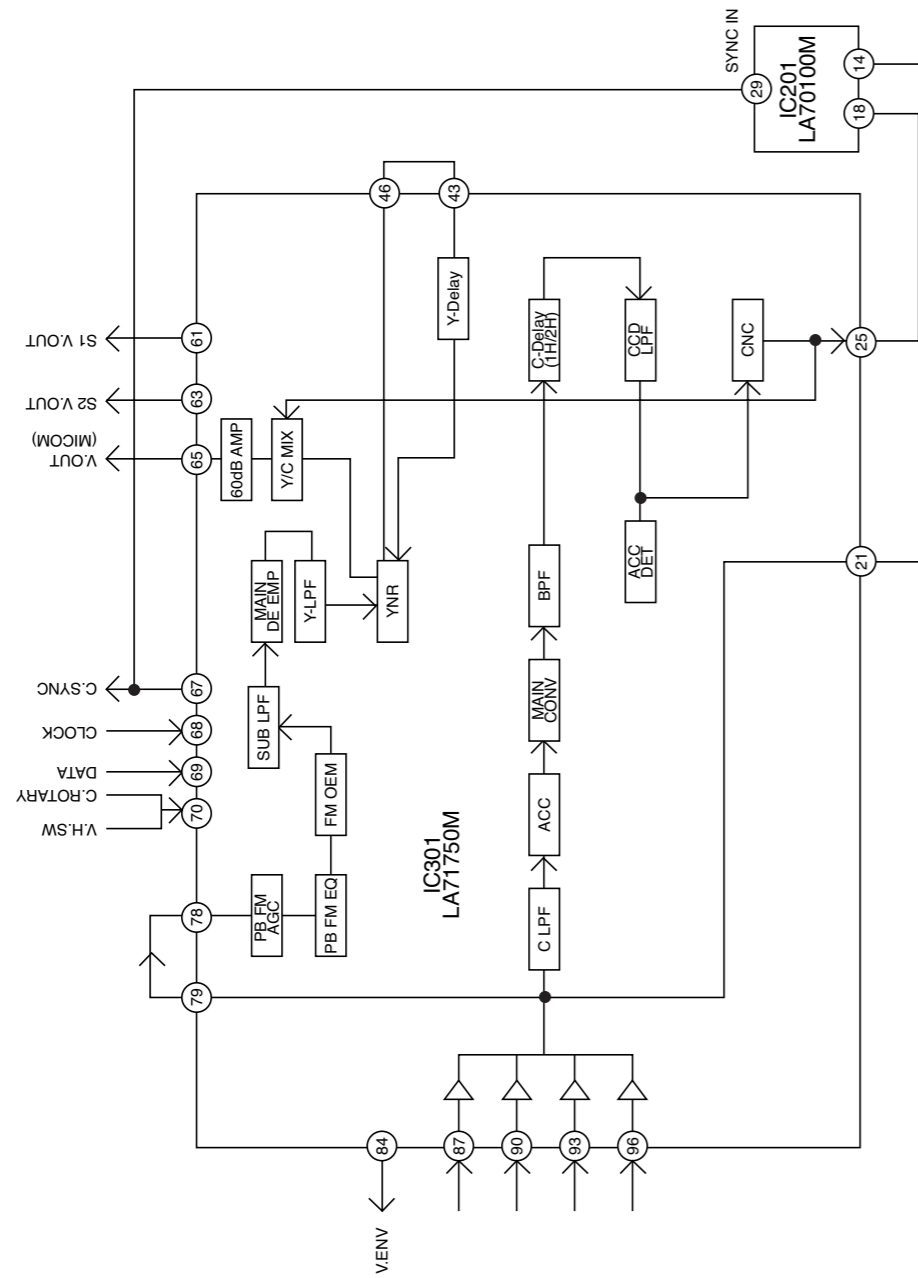 SYNC IN
29
IC201
LA70100M
18
14
S1 V.OUT
S2 V.OUT
V.OUT
(MICOM)
C.SYNC
CLOCK
DATA
C.ROTARY
V.H.SW
61
63
65
67
68
69
70
78
79
46
43
60dB AMP
Y/C MIX
Y-Delay
MAIN
DE EMP
Y-LPF
YNR
SUB LPF
FM OEM
PB FM EQ
PB FM
AGC
IC301
LA71750M
C LPF
ACC
MAIN
CONV
BPF
C-Delay
(1H/2H)
CCD
LPF
ACC
DET
CNC
25
21
84
V.ENV
87
90
93
96